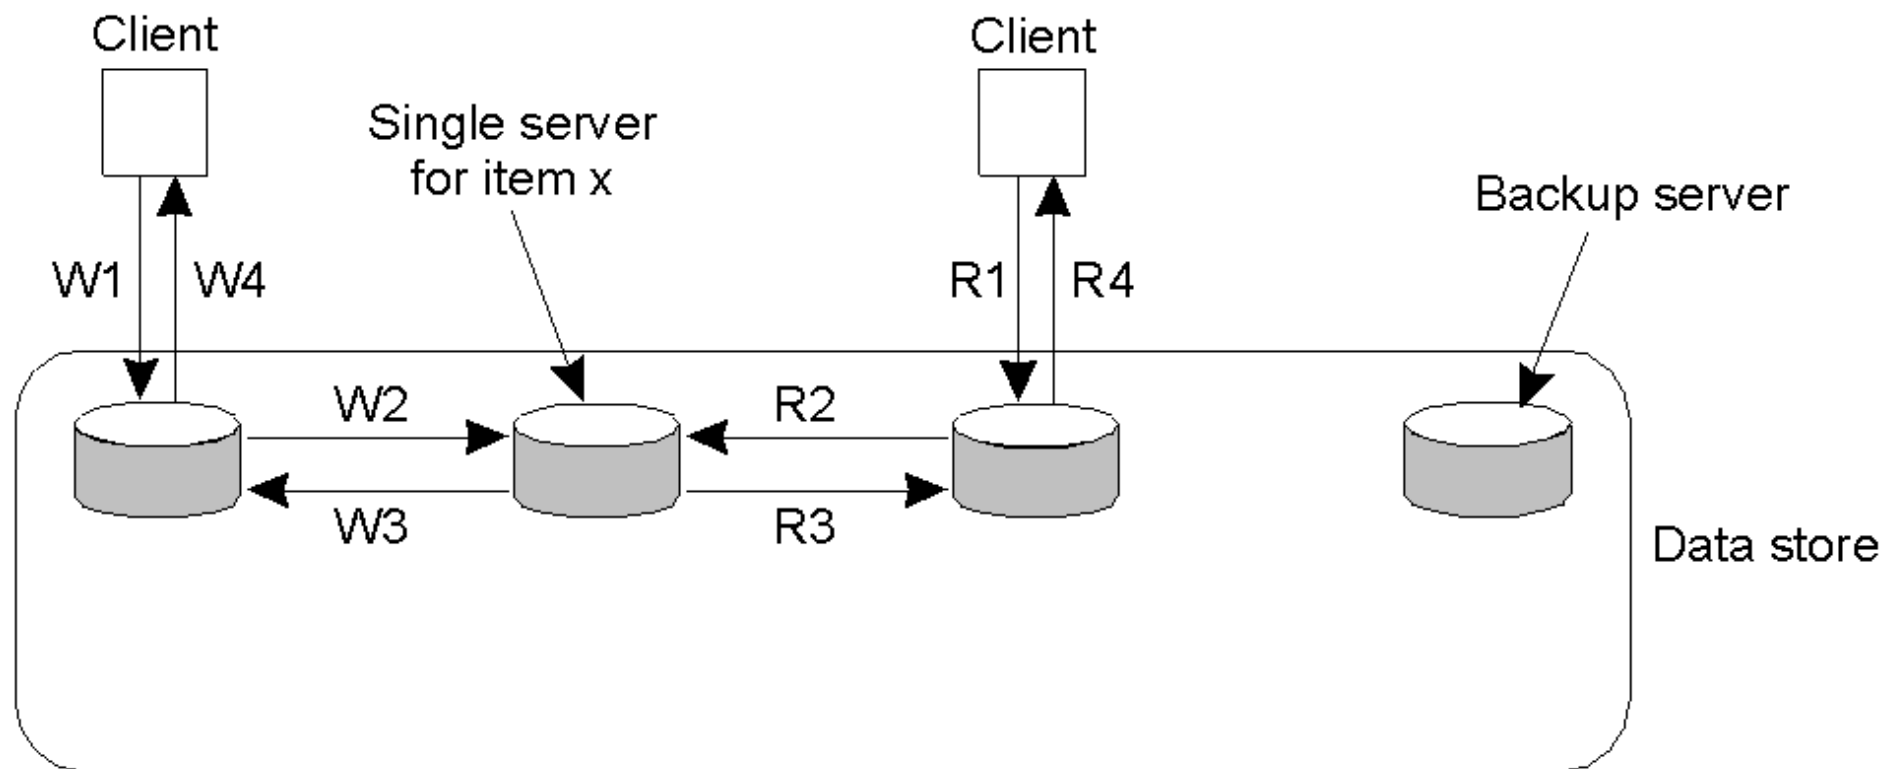 Client
Client
Single server
for item x
Backup server
W1
W4
R1
R4
W2
R2
W3
R3
Data store